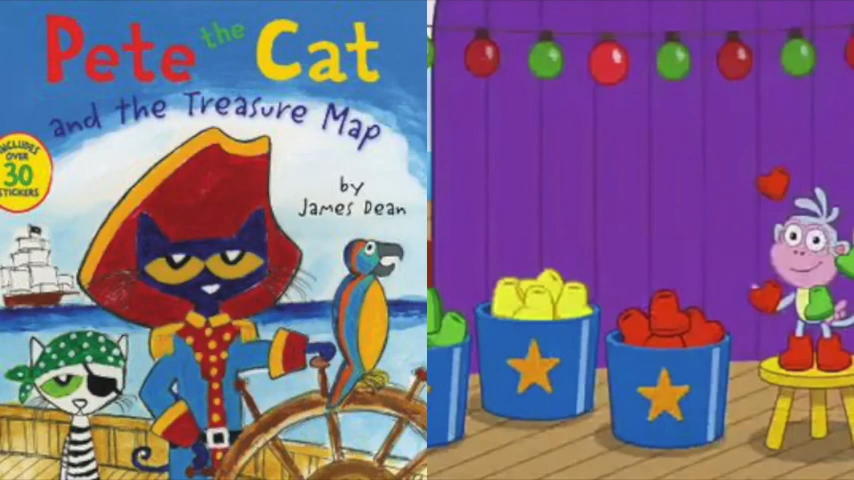 Pete the Cat
and the Treasure Map
by
James Dean
INCLUDES
OVER
30
STICKERS